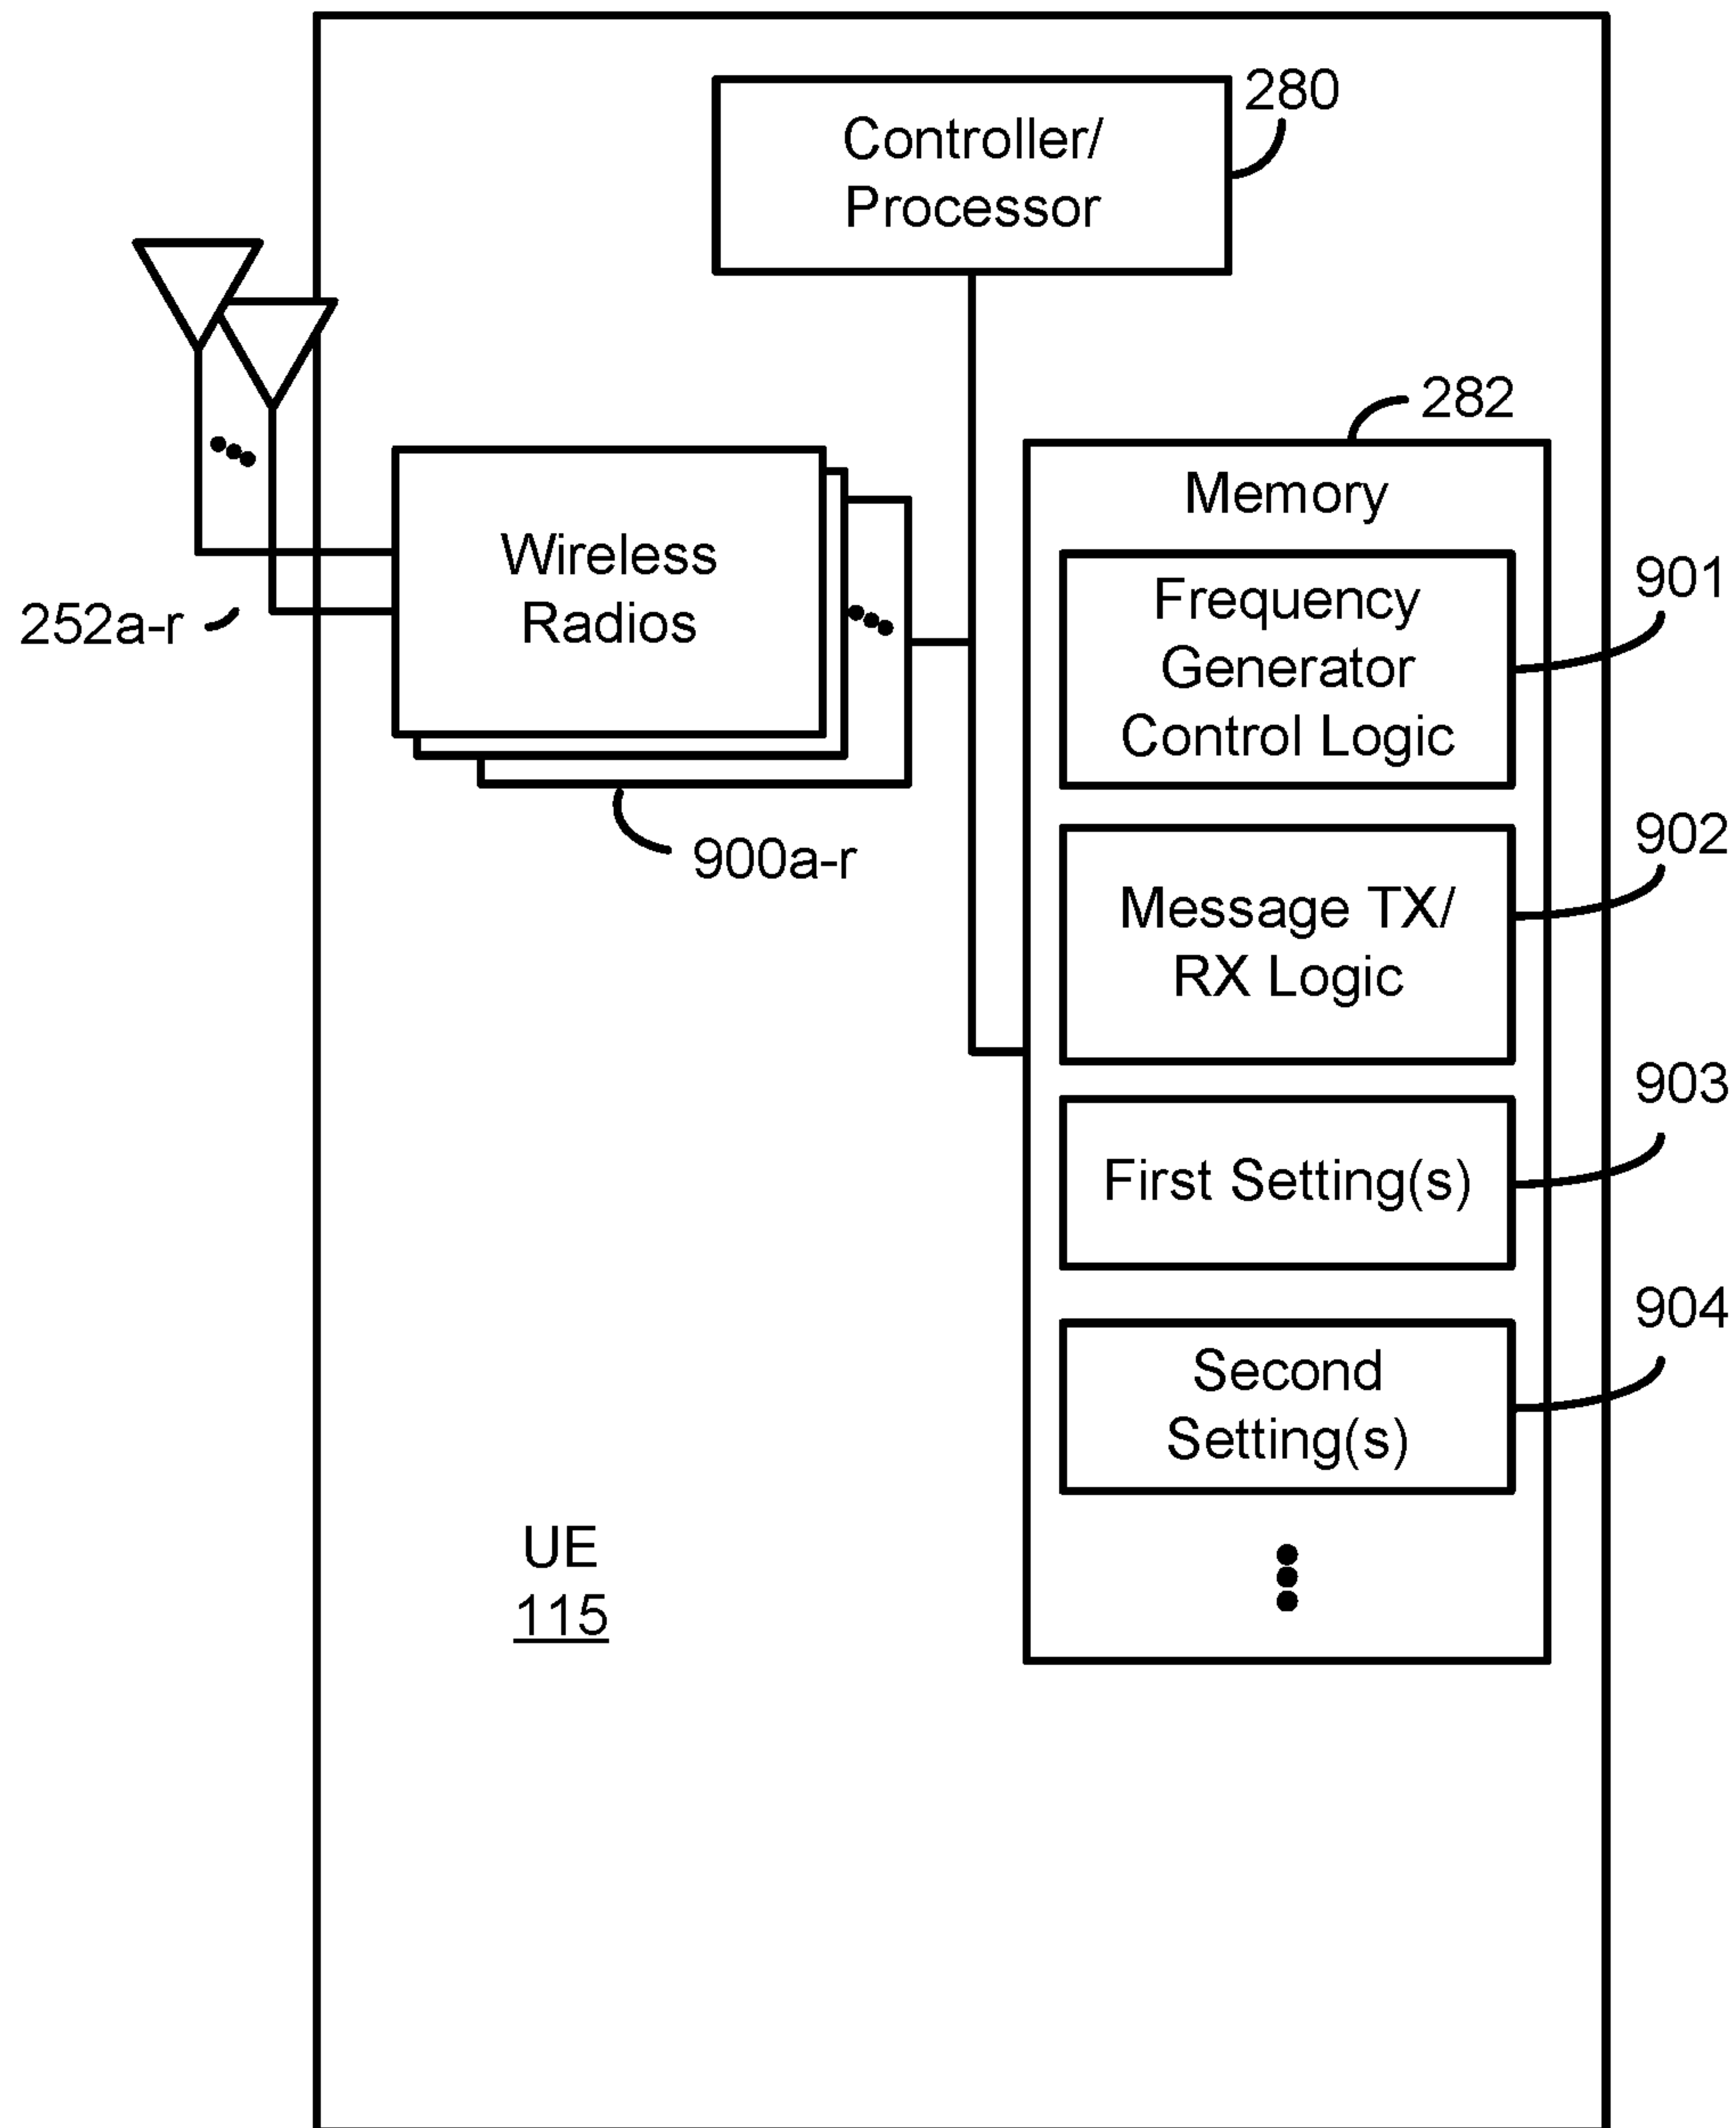 280
Controller/
Processor
282
Memory
Frequency
Generator
Control Logic
901
Wireless
Radios
252a-r
900a-r
Message TX/
RX Logic
902
First Setting(s)
903
Second
Setting(s)
904
UE
115